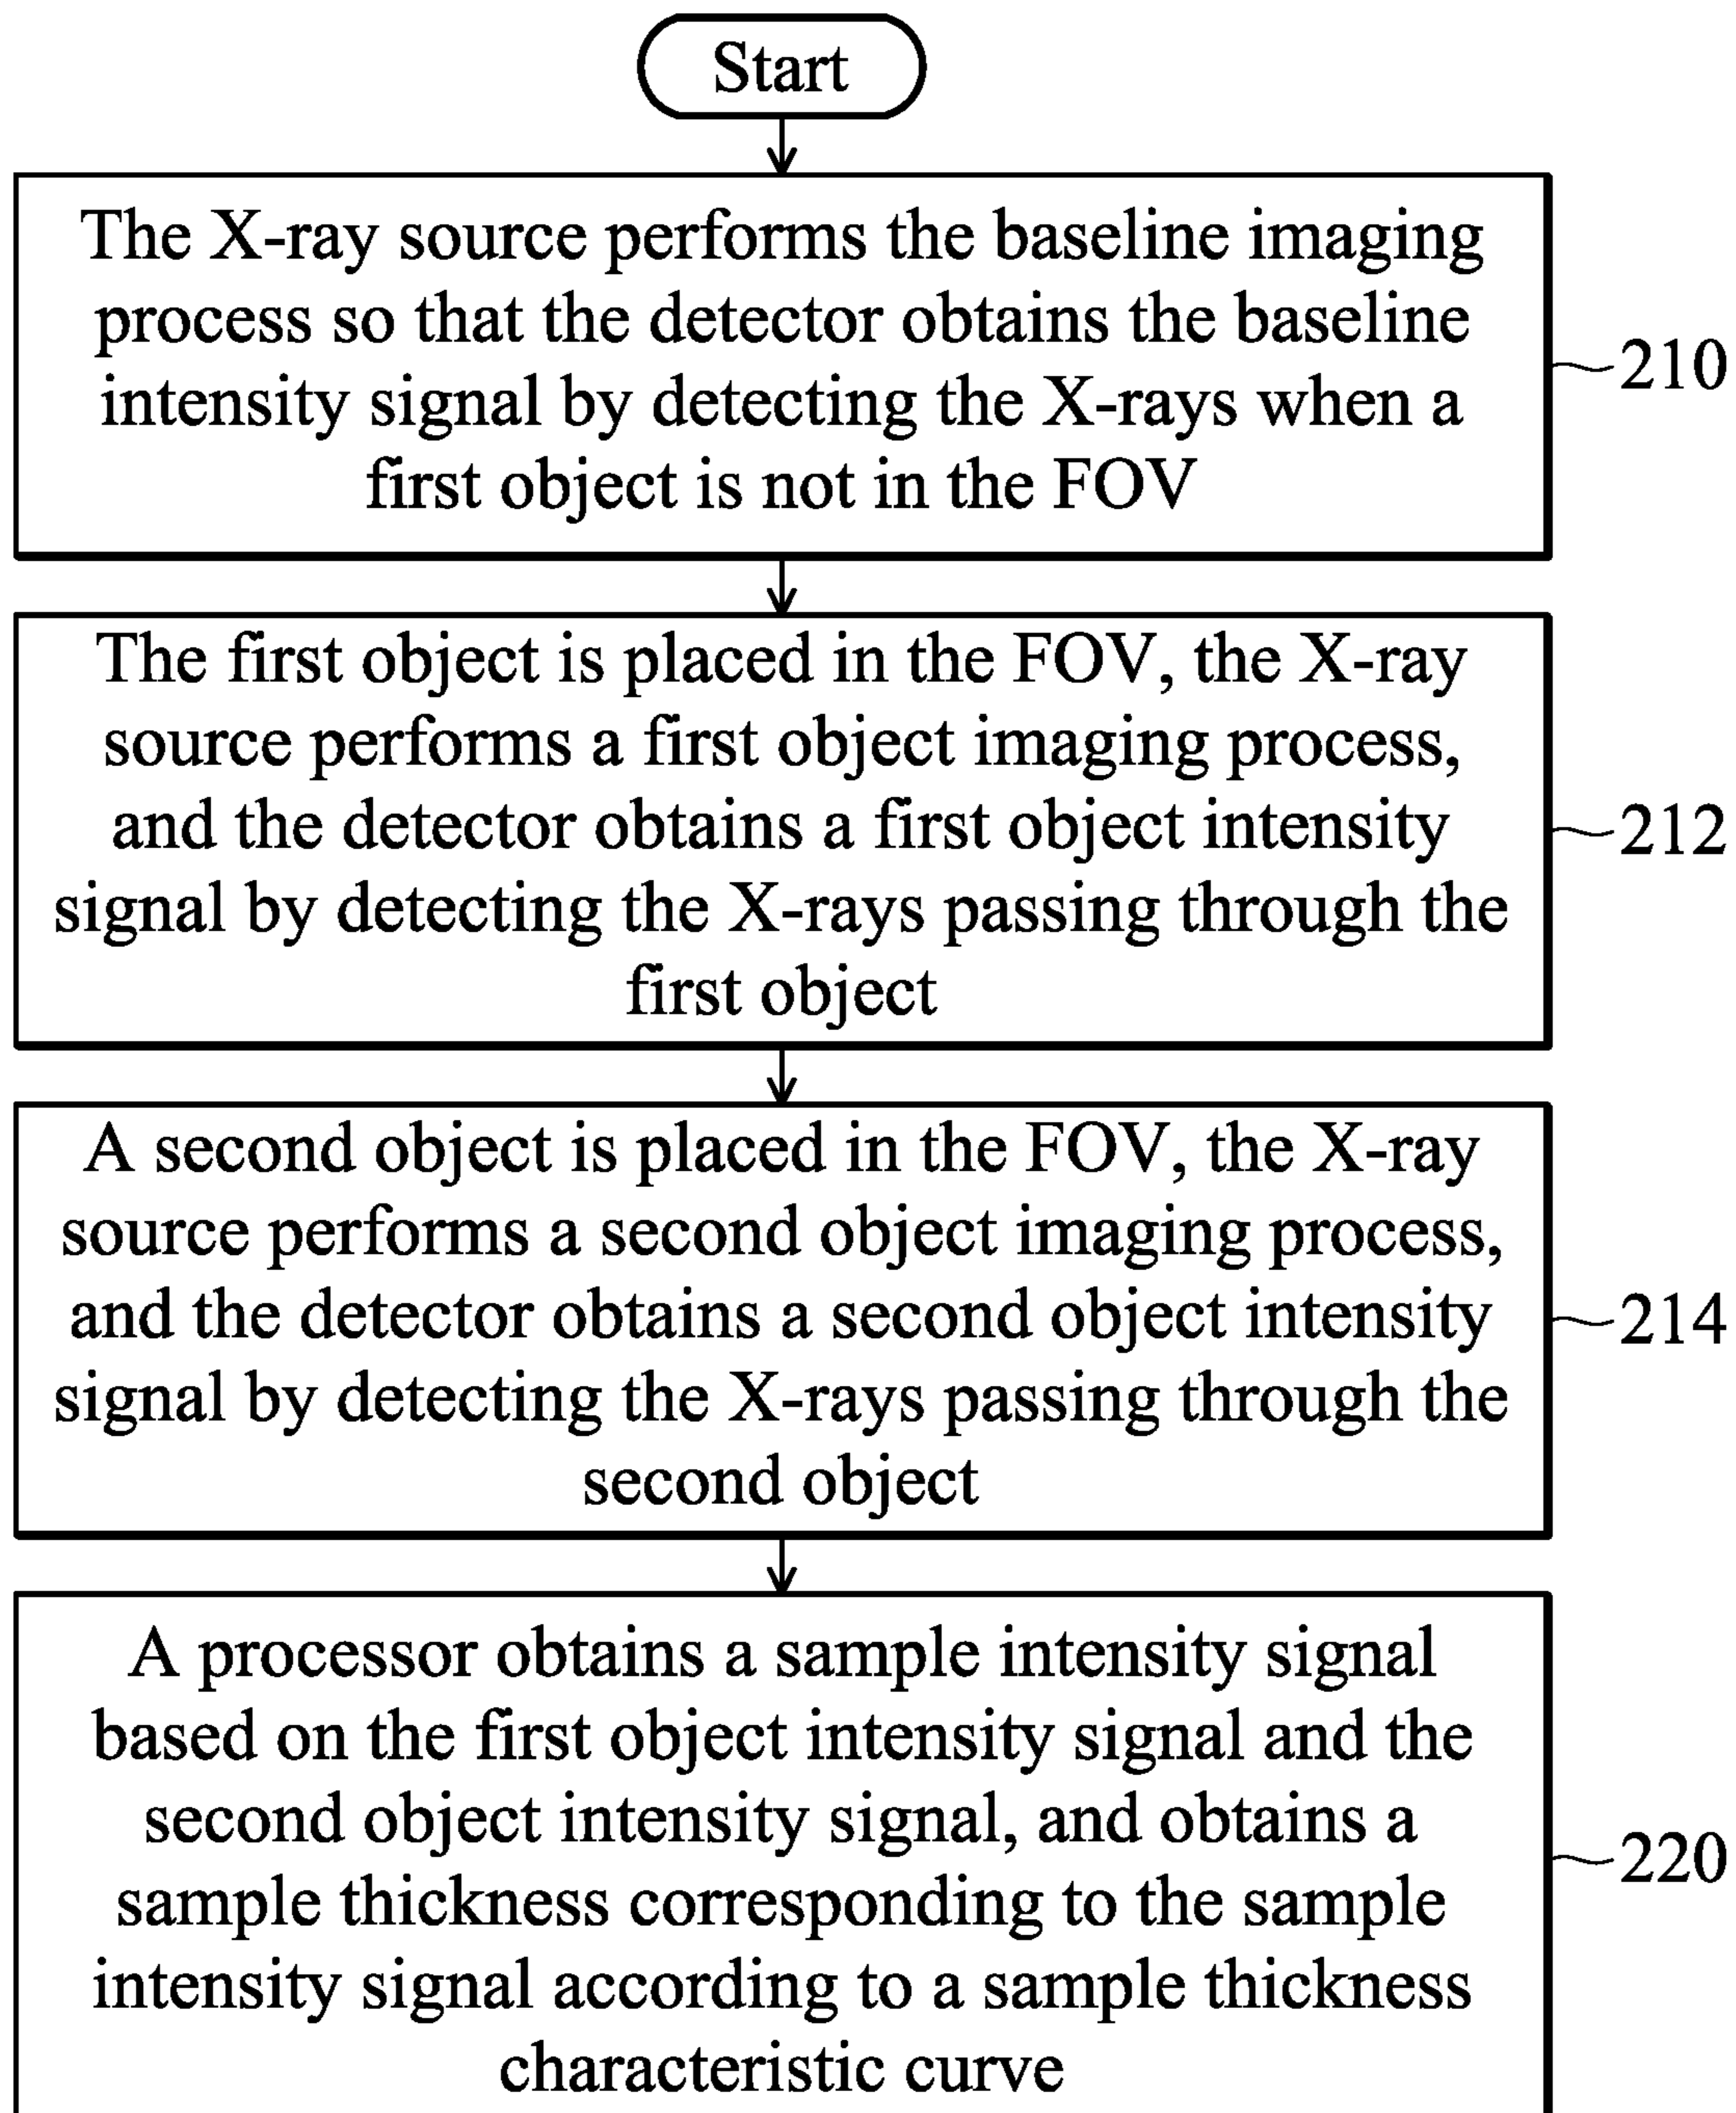 Start
The X-ray source performs the baseline imaging
process so that the detector obtains the baseline
intensity signal by detecting the X-rays when a
first object is not in the FOV
210
The first object is placed in the FOV, the X-ray
source performs a first object imaging process,
and the detector obtains a first object intensity
signal by detecting the X-rays passing through the
first object
212
A second object is placed in the FOV, the X-ray
source performs a second object imaging process,
and the detector obtains a second object intensity
signal by detecting the X-rays passing through the
second object
214
A processor obtains a sample intensity signal
based on the first object intensity signal and the
second object intensity signal, and obtains a
sample thickness corresponding to the sample
intensity signal according to a sample thickness
characteristic curve
220